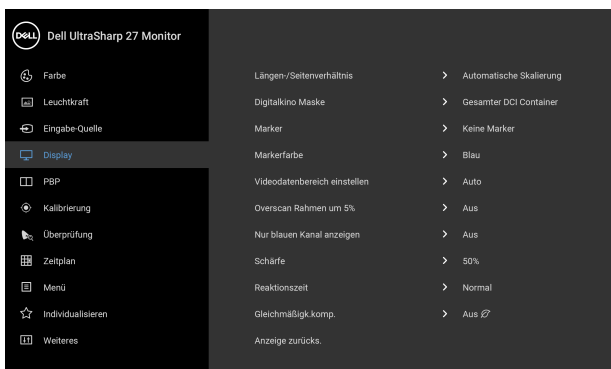 DELL Dell UltraSharp 27 Monitor
Farbe Längen-/Seitenverhältnis Automatische Skalierung
Leuchtkraft Digitalkino Maske Gesamter DCI Container
Eingabe-Quelle Marker Keine Marker
Display Markerfarbe Blau
PBP Videodatenbereich einstellen Auto
Kalibrierung Overscan Rahmen um 5% Aus
Überprüfung Nur blauen Kanal anzeigen Aus
Zeitplan Schärfe 50%
Menü Reaktionszeit Normal
Individualisieren Gleichmäßigk.komp. Aus
Weiteres Anzeige zurücks.